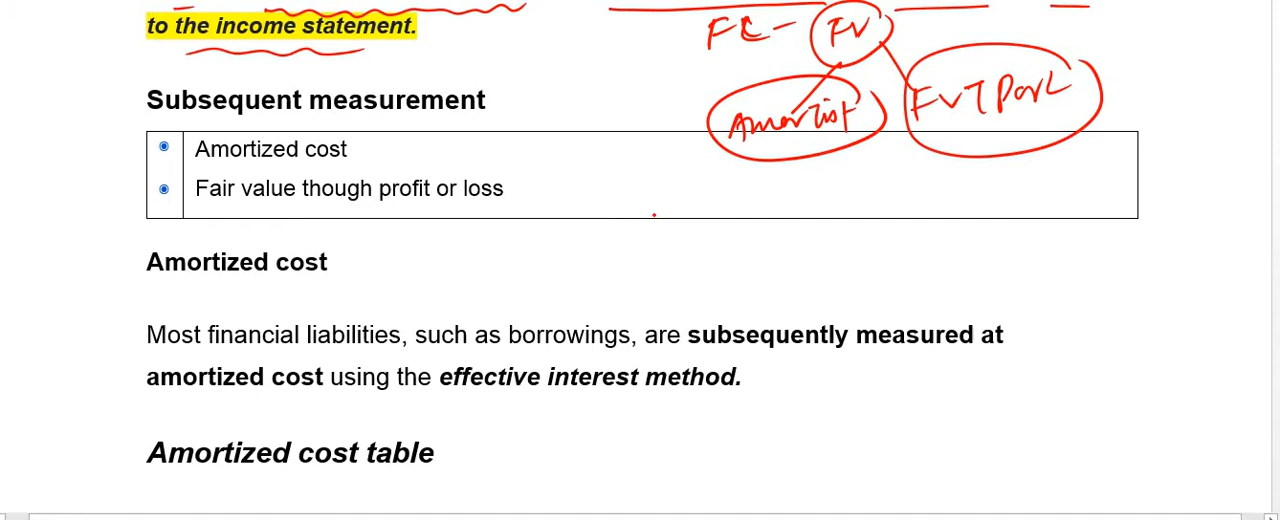 to the income statement.
FL - FV
Subsequent measurement
Amortist FVTPorL
Amortized cost
Fair value though profit or loss
Amortized cost
Most financial liabilities, such as borrowings, are subsequently measured at
amortized cost using the effective interest method.
Amortized cost table